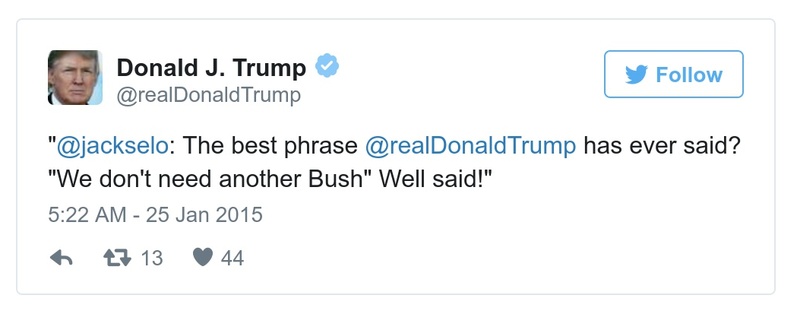 Donald J. Trump
@realDonaldTrump
Follow
"@jackselo: The best phrase @realDonaldTrump has ever said?
"We don't need another Bush" Well said!"
5:22 AM - 25 Jan 2015
13 44